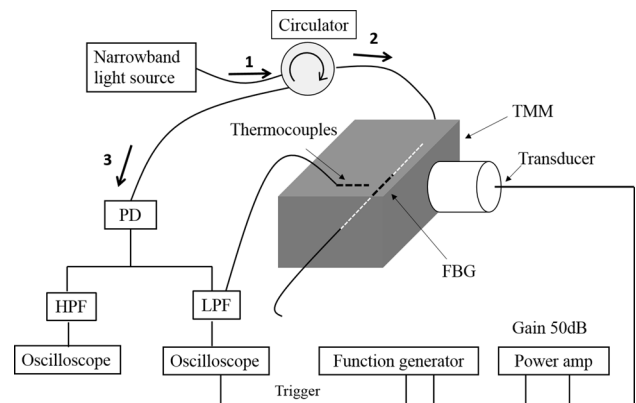 Circulator
Narrowband
light source
1
2
TMM
Thermocouples
Transducer
3
PD
FBG
HPF
LPF
Gain 50dB
Oscilloscope
Oscilloscope
Function generator
Power amp
Trigger